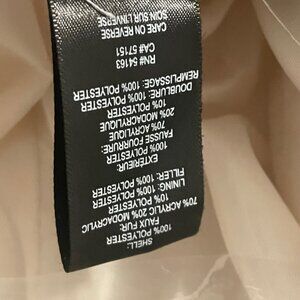 SHELL:
100% POLYESTER
FAUX FUR:
70% ACRYLIC 20% MODACRYLIC
10% POLYESTER
LINING: 100% POLYESTER
FILLER: 100% POLYESTER
EXTÉRIEUR:
100% POLYESTER
FAUSSE FOURRURE:
70% ACRYLIQUE
20% MODACRYLIQUE
10% POLYESTER
DOUBLURE: 100% POLYESTER
REMPLISSAGE: 100% POLYESTER
RN# 54163
CA# 57151
CARE ON REVERSE
SOIN SUR L'INVERSE